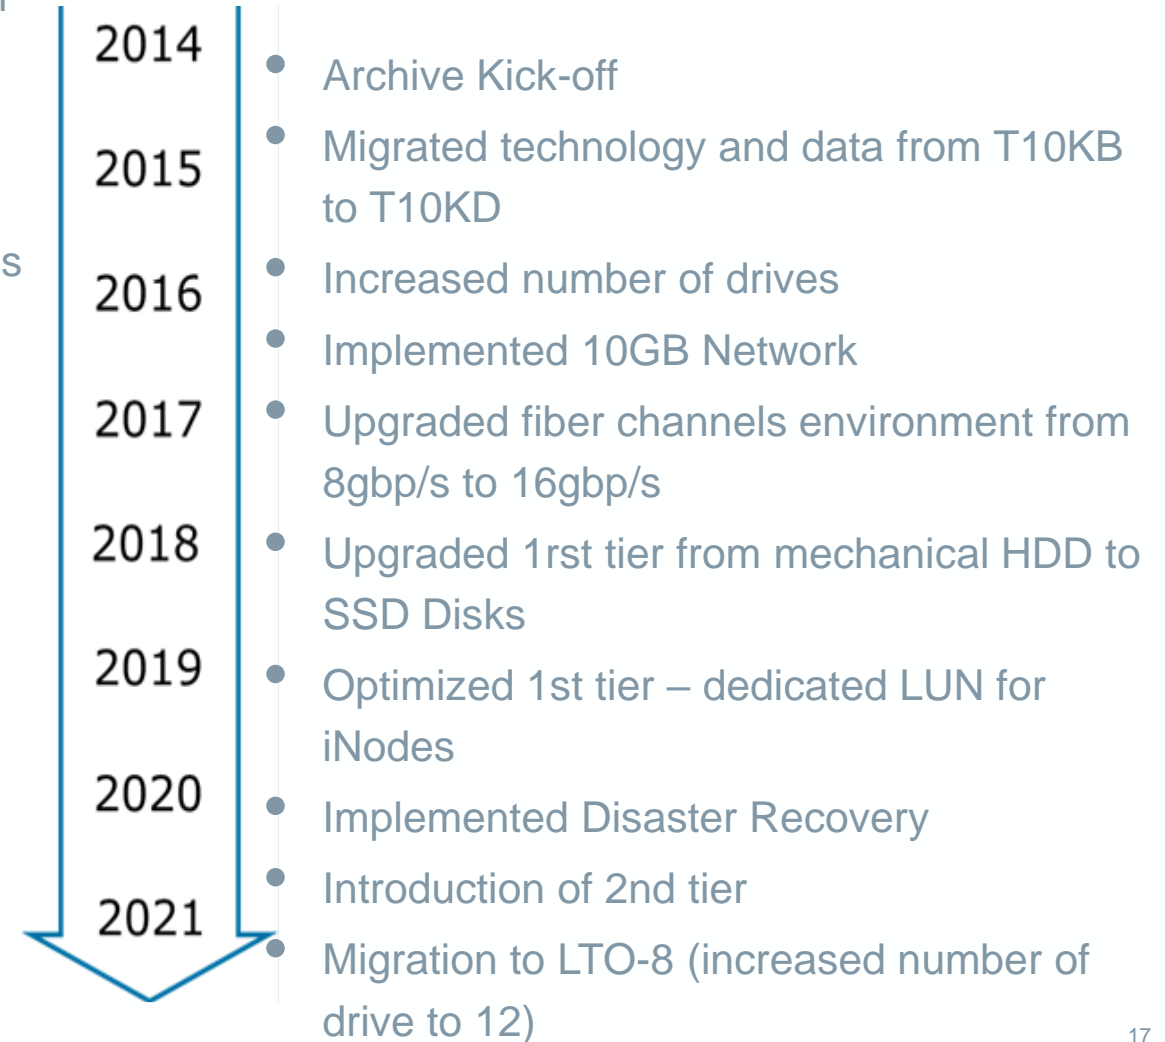 2014
2015
s
2016
2017
2018
2019
2020
2021
Archive Kick-off
Migrated technology and data from T10KB
to T10KD
Increased number of drives
Implemented 10GB Network
Upgraded fiber channels environment from
8gbp/s to 16gbp/s
Upgraded 1rst tier from mechanical HDD to
SSD Disks
Optimized 1st tier – dedicated LUN for
iNodes
Implemented Disaster Recovery
Introduction of 2nd tier
Migration to LTO-8 (increased number of
drive to 12)
17